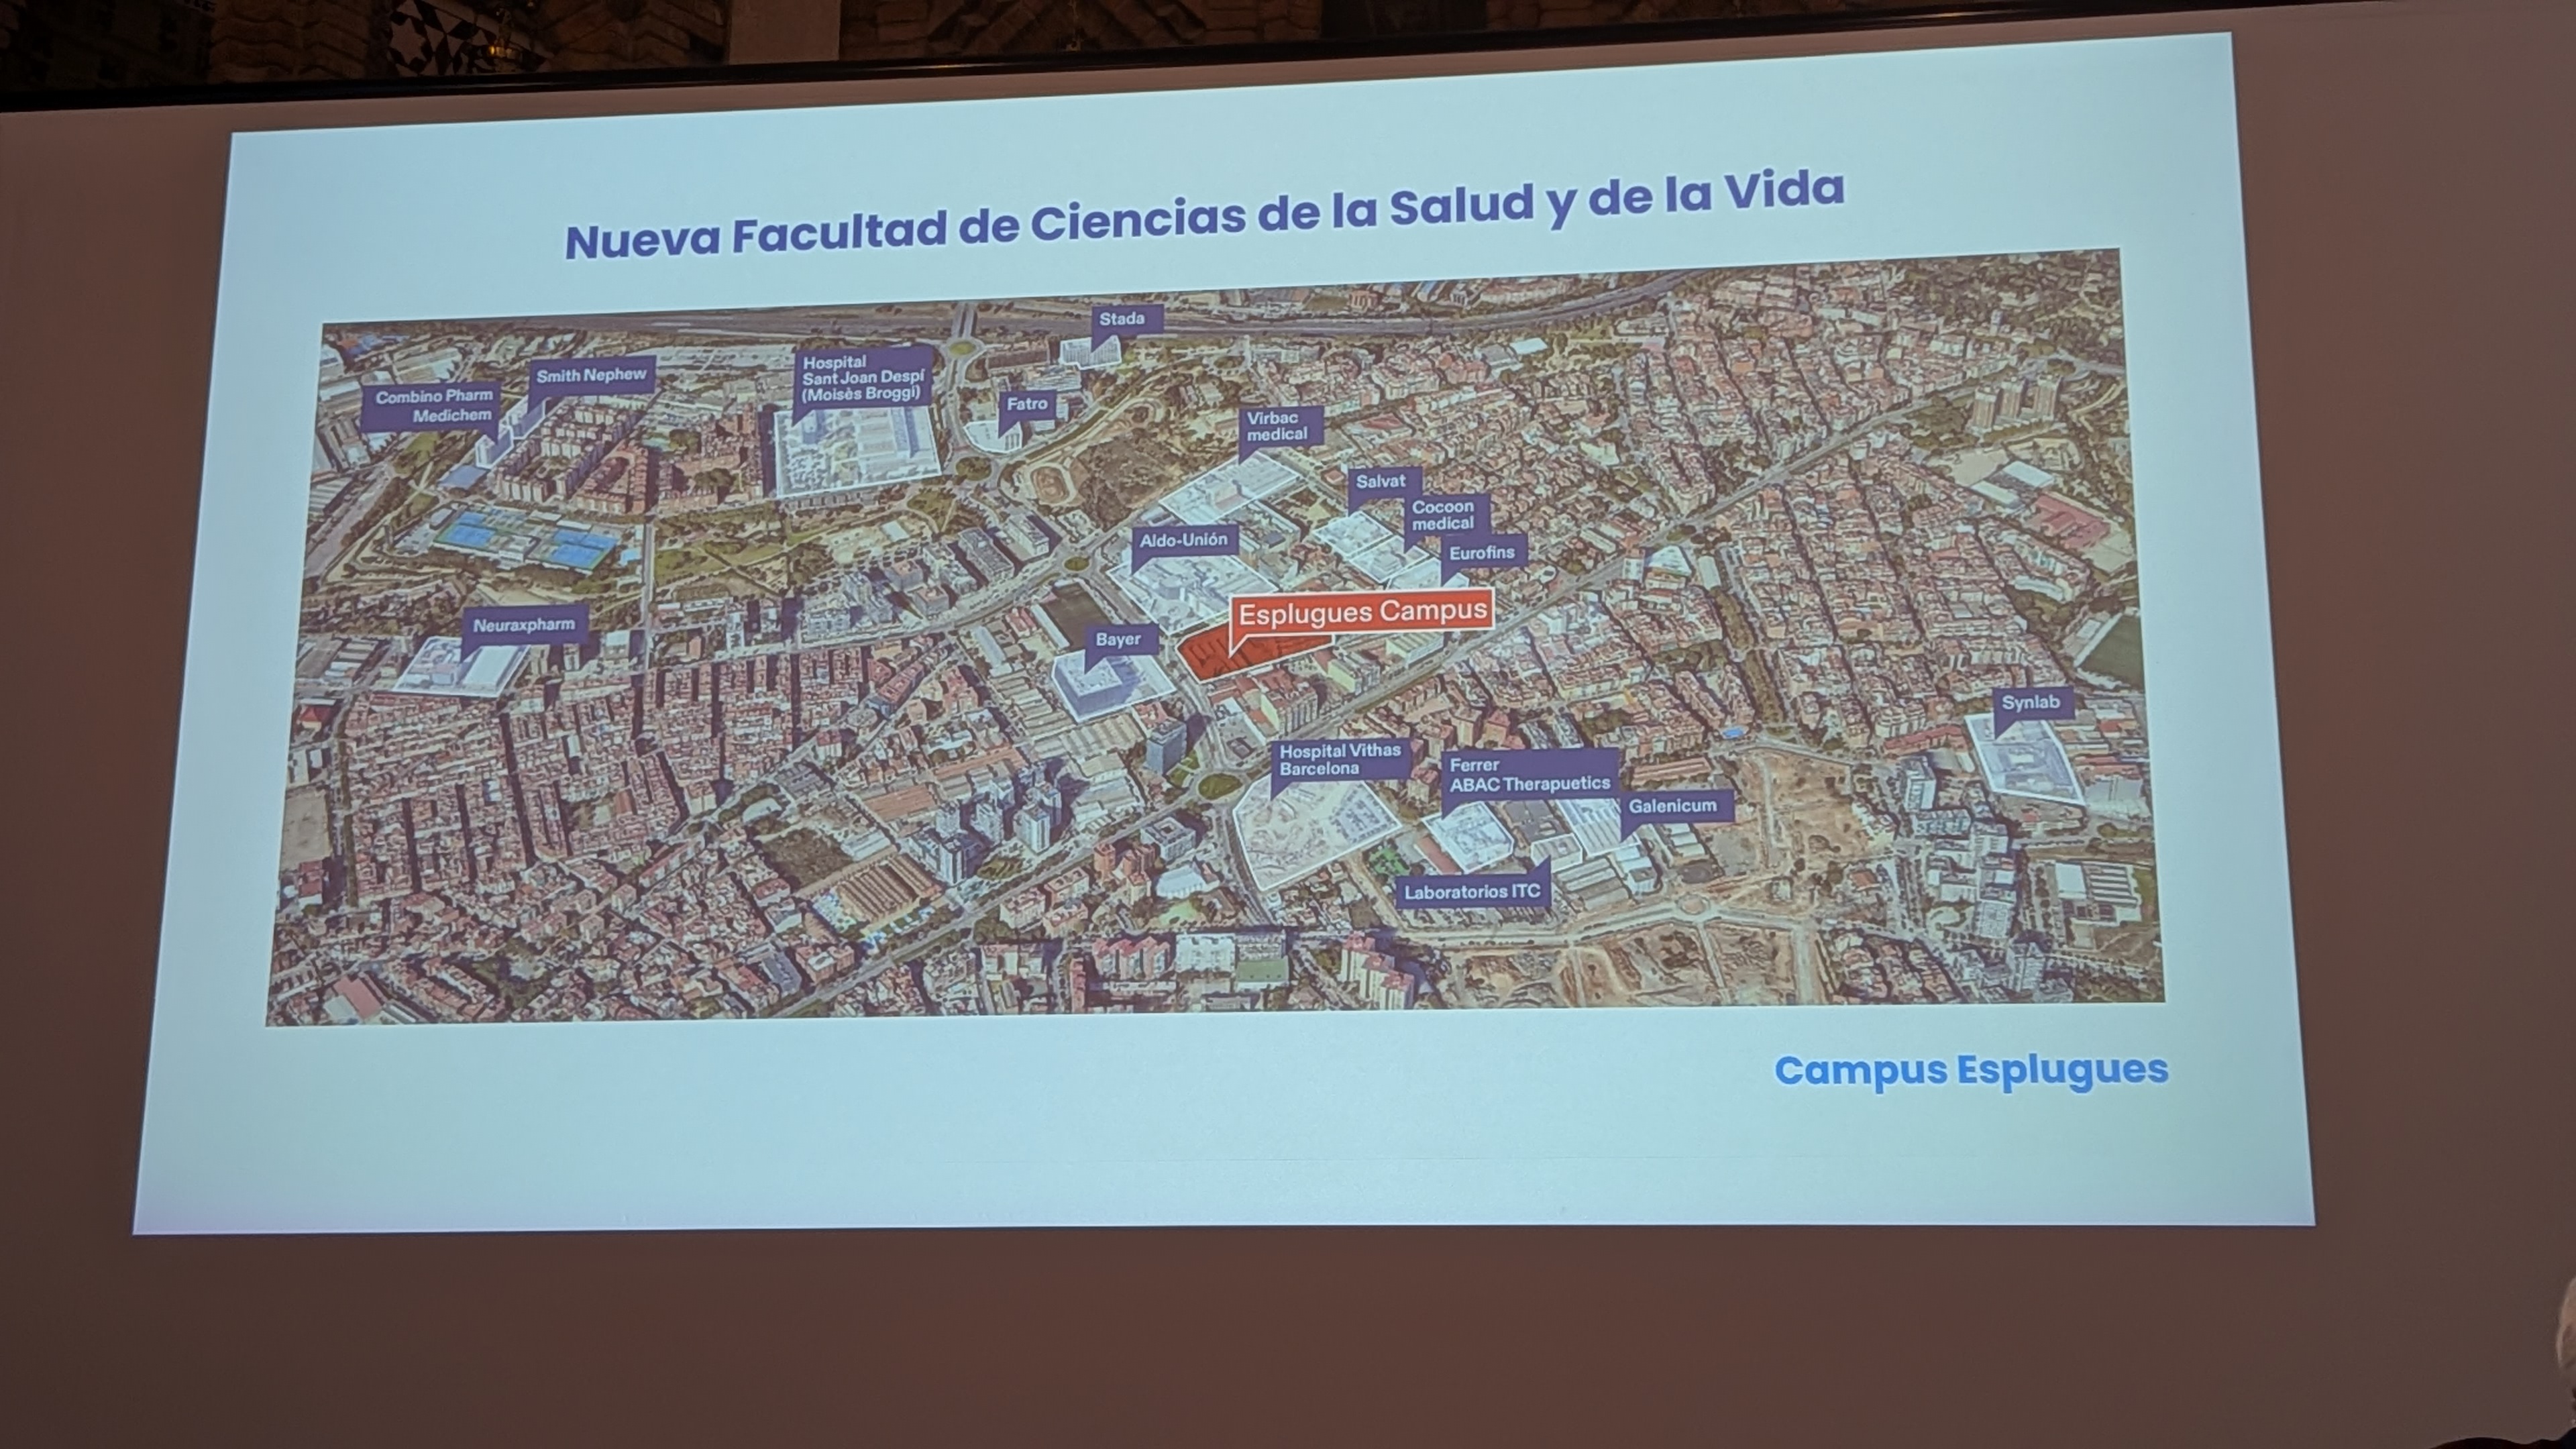 Nueva Facultad de Ciencias de la Salud y de la Vida
Stada
Hospital
Sant Joan Despí
(Moisès Broggi)
Smith Nephew
Combino Pharm
Medichem
Fatro
Virbac
medical
Salvat
Cocoon
medical
Aldo-Unión
Eurofins
Esplugues Campus
Neuraxpharm
Bayer
Synlab
Hospital Vithas
Barcelona
Ferrer
ABAC Therapuetics
Galenicum
Laboratorios ITC
Campus Esplugues